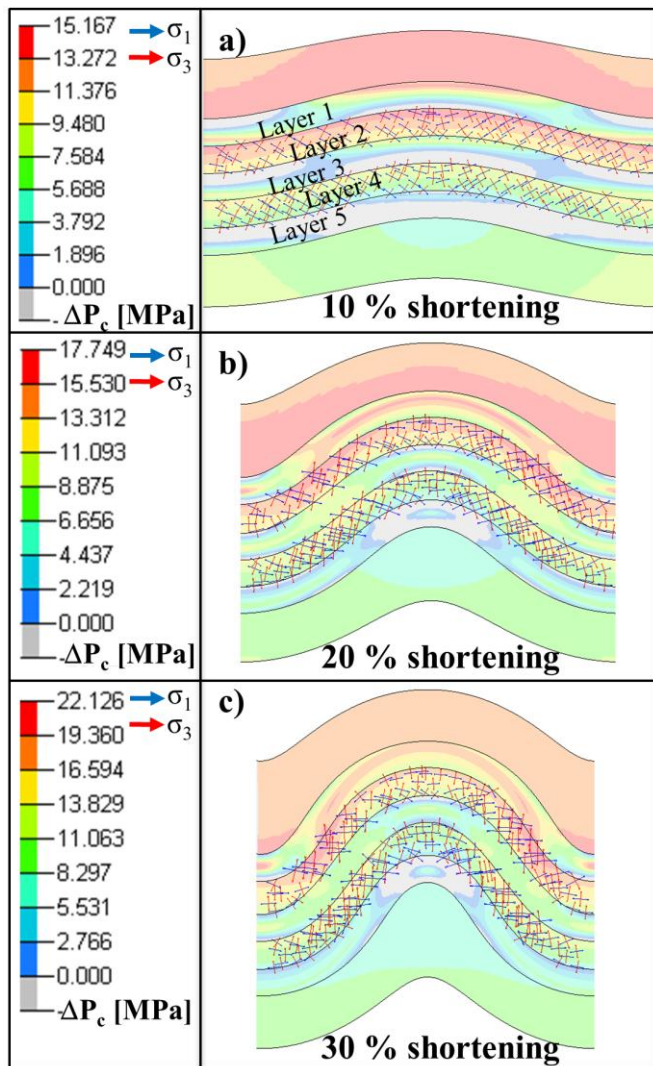 15.167
13.272
11.376
9.480
7.584
5.688
3.792
1.896
0.000
- ΔP_c [MPa]
σ₁
σ₃
a)
Layer 1
Layer 2
Layer 3
Layer 4
Layer 5
10 % shortening
17.749
15.530
13.312
11.093
8.875
6.656
4.437
2.219
0.000
-ΔP_c [MPa]
σ₁
σ₃
b)
20 % shortening
22.126
19.360
16.594
13.829
11.063
8.297
5.531
2.766
0.000
-ΔP_c [MPa]
σ₁
σ₃
c)
30 % shortening